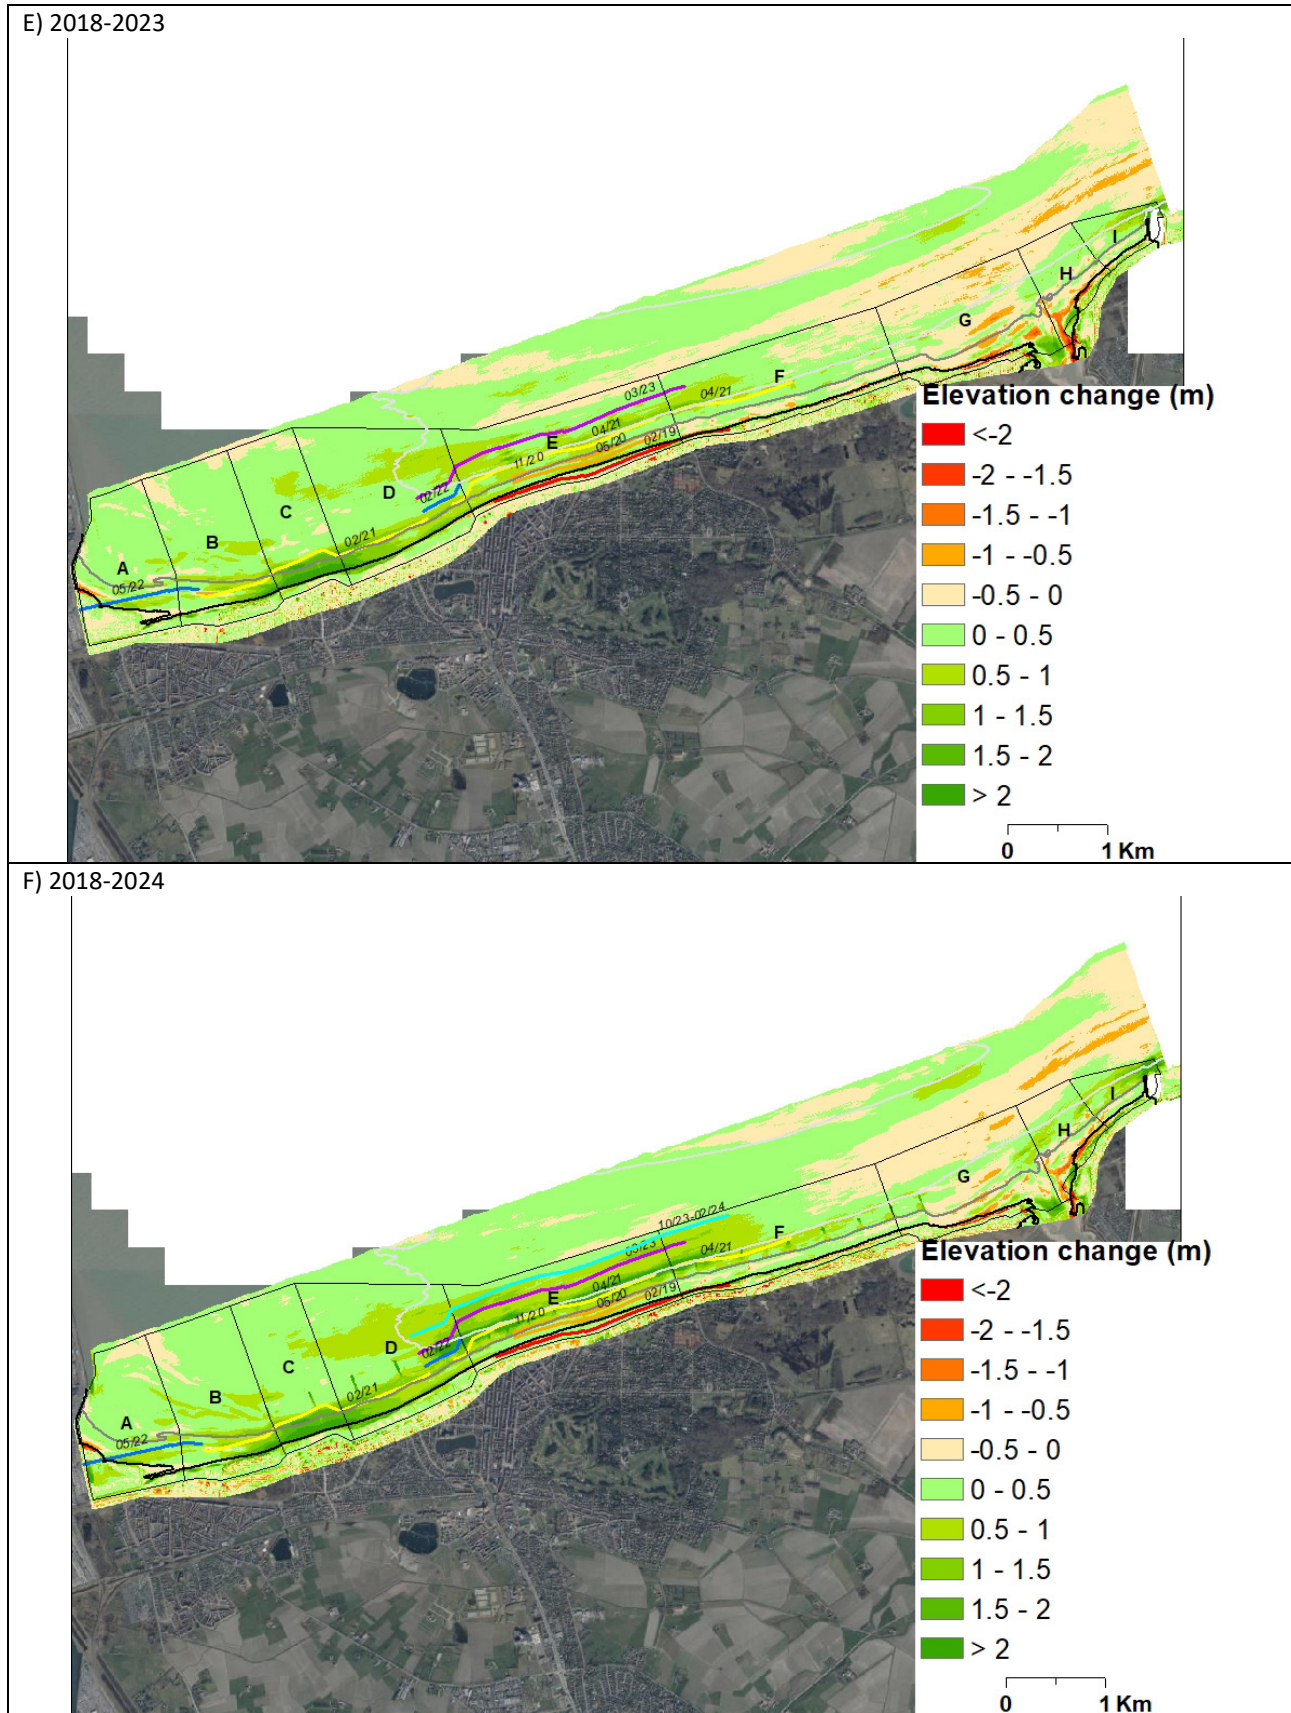 E) 2018-2023
I
H
G
03/23
F
04/21
04/21
E
05/20
02/19
11/20
D
02/22
C
02/21
B
A
05/22
Elevation change (m)
<-2
-2 - -1.5
-1.5 - -1
-1 - -0.5
-0.5 - 0
0 - 0.5
0.5 - 1
1 - 1.5
1.5 - 2
> 2
0 1 Km
F) 2018-2024
I
H
G
10/23-02/24
F
03/23
04/21
04/21
E
05/20
02/19
11/20
D
02/22
C
02/21
B
A
05/22
Elevation change (m)
<-2
-2 - -1.5
-1.5 - -1
-1 - -0.5
-0.5 - 0
0 - 0.5
0.5 - 1
1 - 1.5
1.5 - 2
> 2
0 1 Km